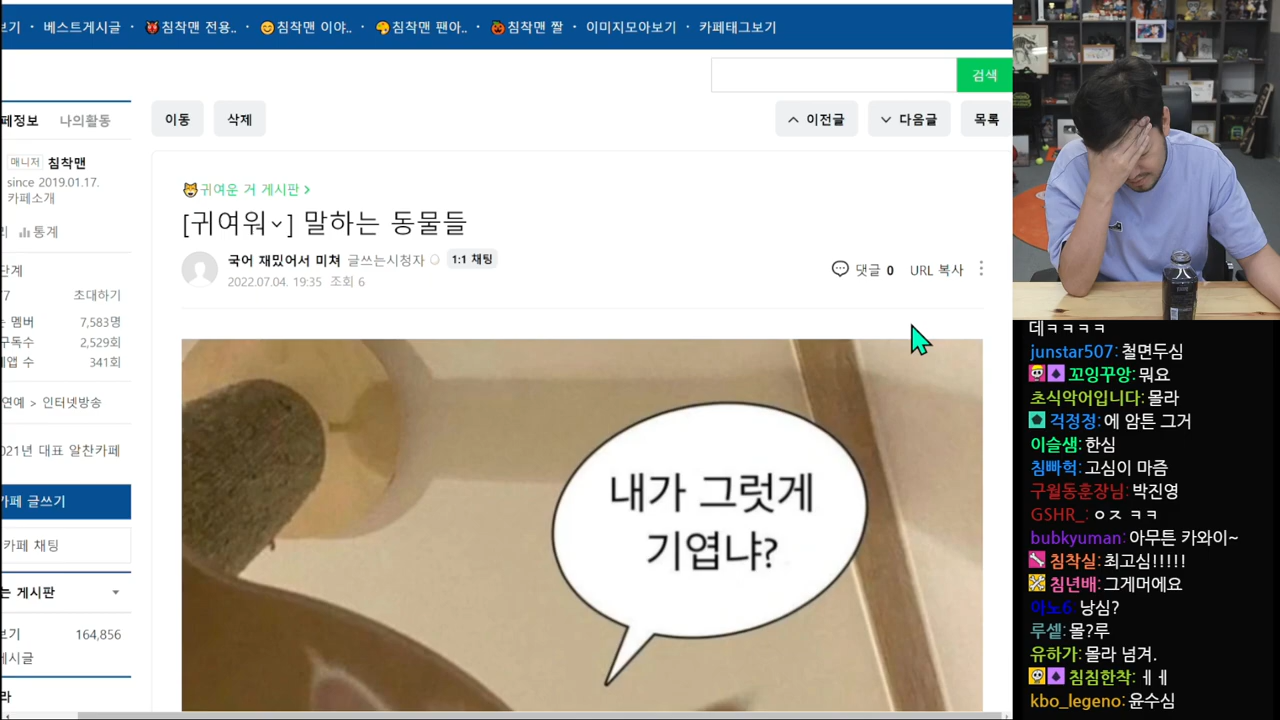 보기 · 베스트게시글 · 침착맨 전용.. · 침착맨 이야.. · 침착맨 팬아.. · 침착맨 짤 · 이미지모아보기 · 카페태그보기
검색
페정보 나의활동
이동 삭제
이전글 다음글 목록
매니저 침착맨
since 2019.01.17.
카페소개
통계
귀여운 거 게시판 >
[귀여워] 말하는 동물들
국어 재밌어서 미쳐 글쓰는시청자 1:1 채팅
2022.07.04. 19:35 조회 6
댓글 0 URL 복사
단계
초대하기
멤버 7,583명
구독수 2,529회
앱 수 341회
연예 > 인터넷방송
021년 대표 알찬카페
카페 글쓰기
카페 채팅
는 게시판
보기 164,856
게시글
라
내가 그럿게
기엽냐?
데ㅋㅋㅋㅋ
junstar507: 철면두심
꼬잉꾸앙: 뭐요
초식악어입니다: 몰라
걱정정: 에 암튼 그거
이슬샘: 한심
침빠헉: 고심이 마즘
구월동훈장님: 박진영
GSHR_: ㅇㅈ ㅋㅋ
bubkyuman: 아무튼 카와이~
침착실: 최고심!!!!!
침년배: 그게머에요
아노6 낭심?
루셑: 몰?루
유하가: 몰라 넘겨.
침침한착: ㅔㅔ
kbo_legeno: 윤수심